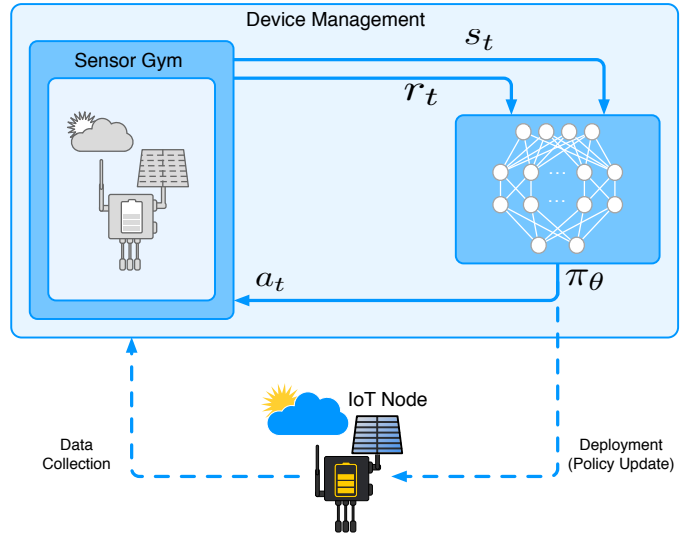 Device Management
Sensor Gym
s_t
r_t
a_t
π_θ
IoT Node
Data
Collection
Deployment
(Policy Update)